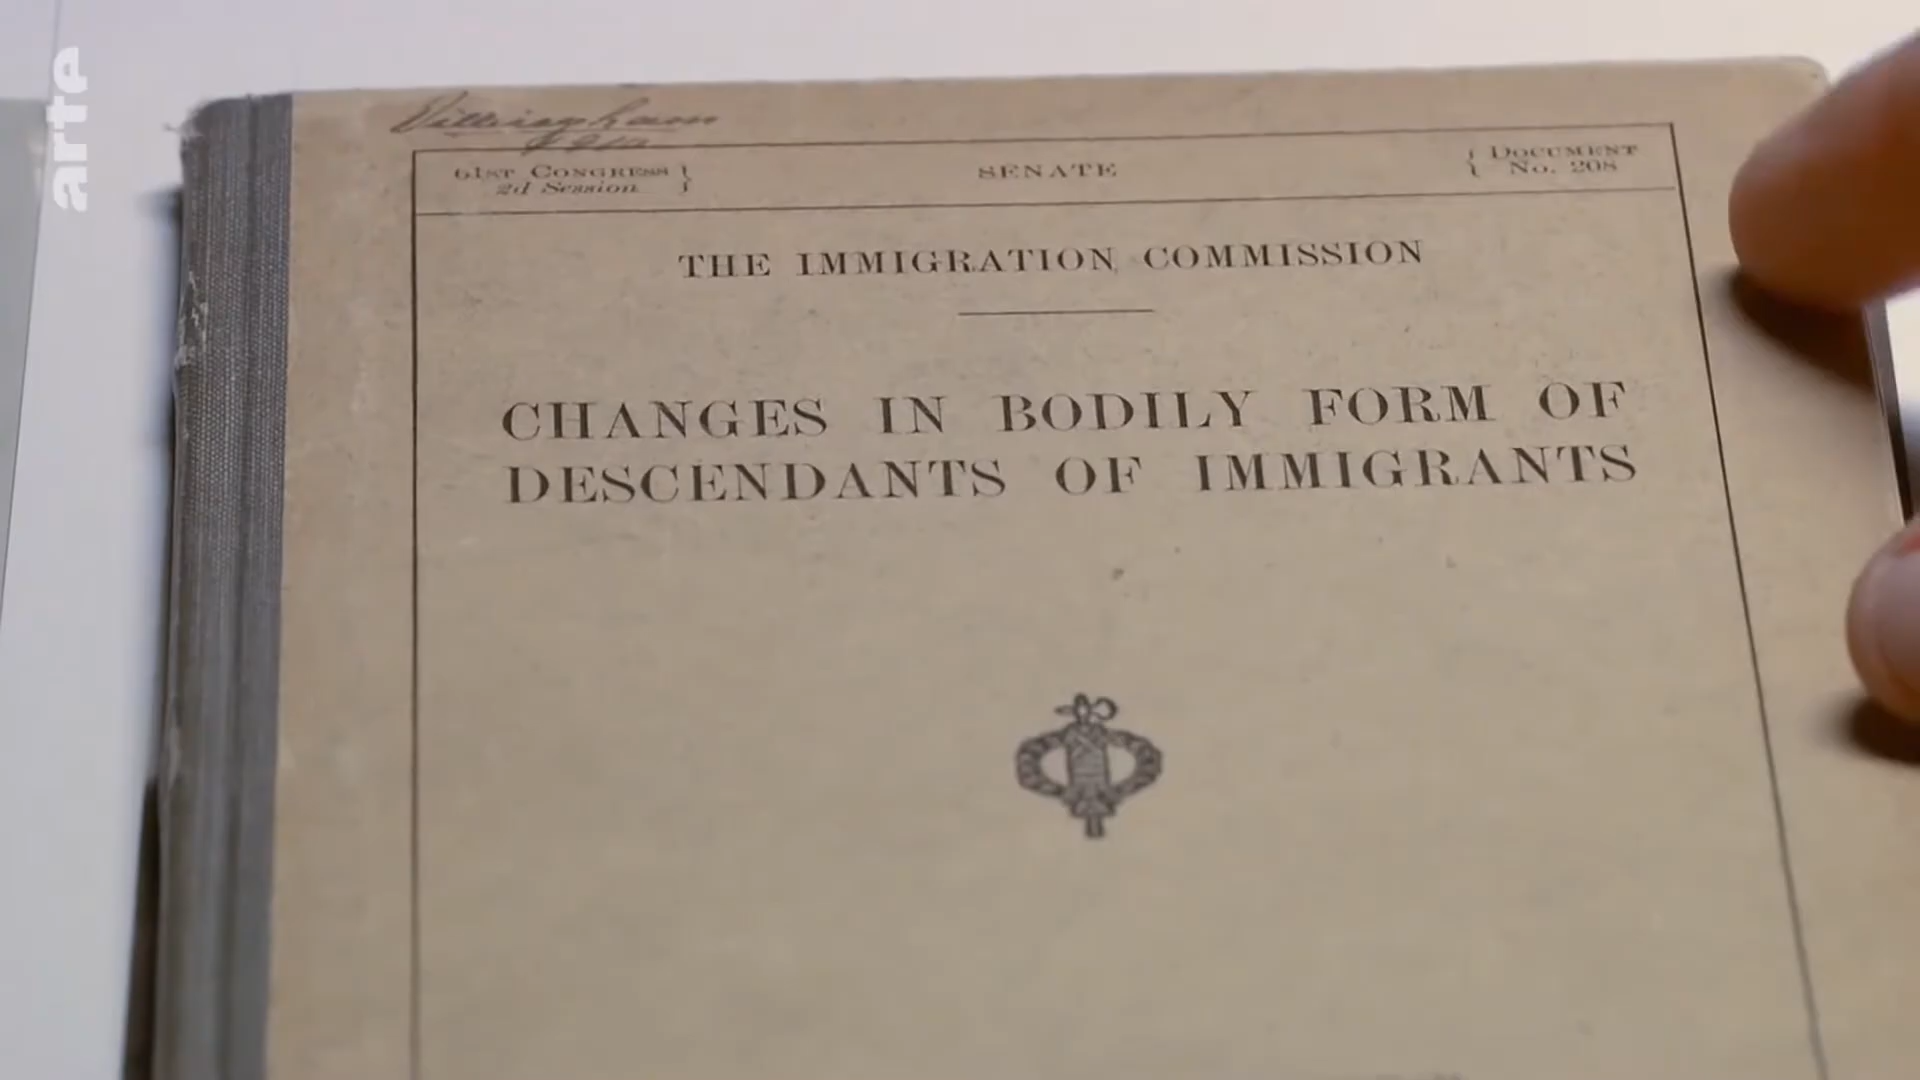 arte
61ST CONGRESS
2d Session
SENATE
DOCUMENT
No. 208
THE IMMIGRATION COMMISSION
CHANGES IN BODILY FORM OF
DESCENDANTS OF IMMIGRANTS